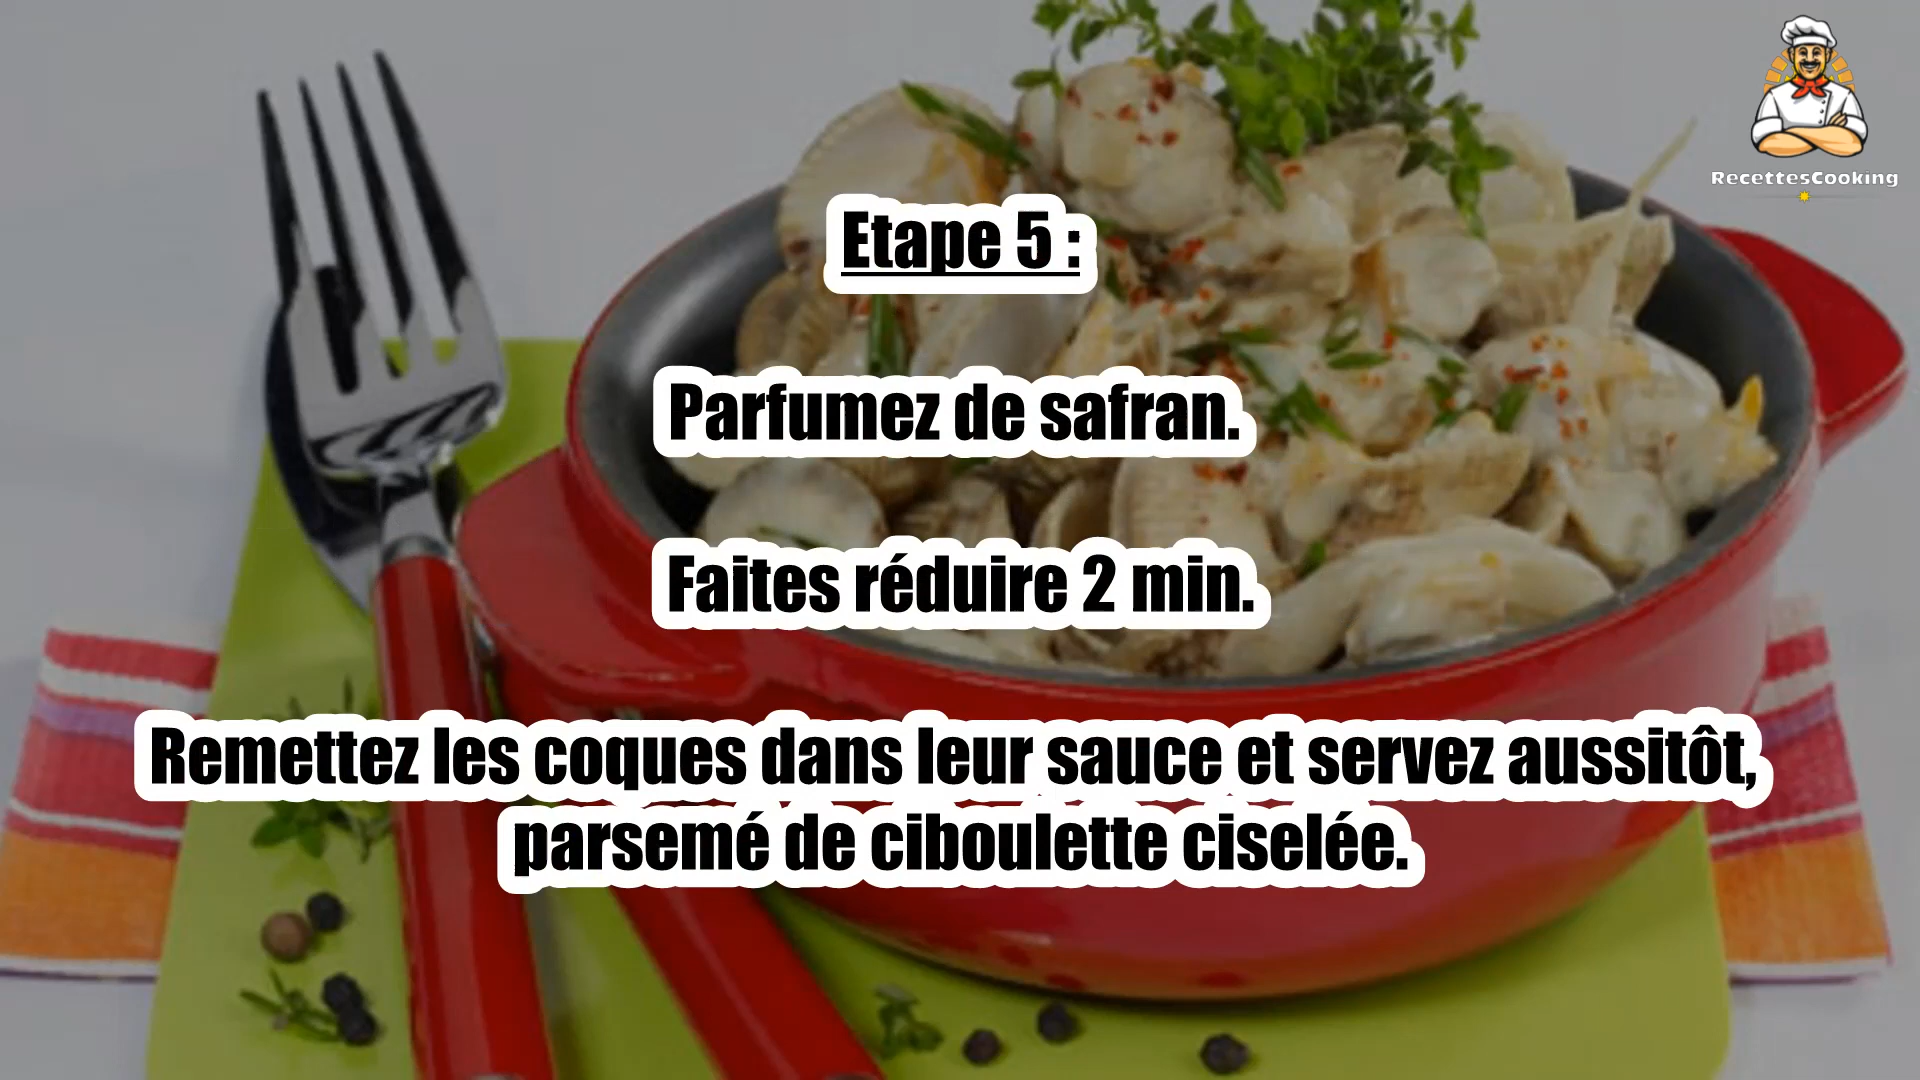 RecettesCooking
Etape 5 :
Parfumez de safran.
Faites réduire 2 min.
Remettez les coques dans leur sauce et servez aussitôt,
parsemé de ciboulette ciselée.